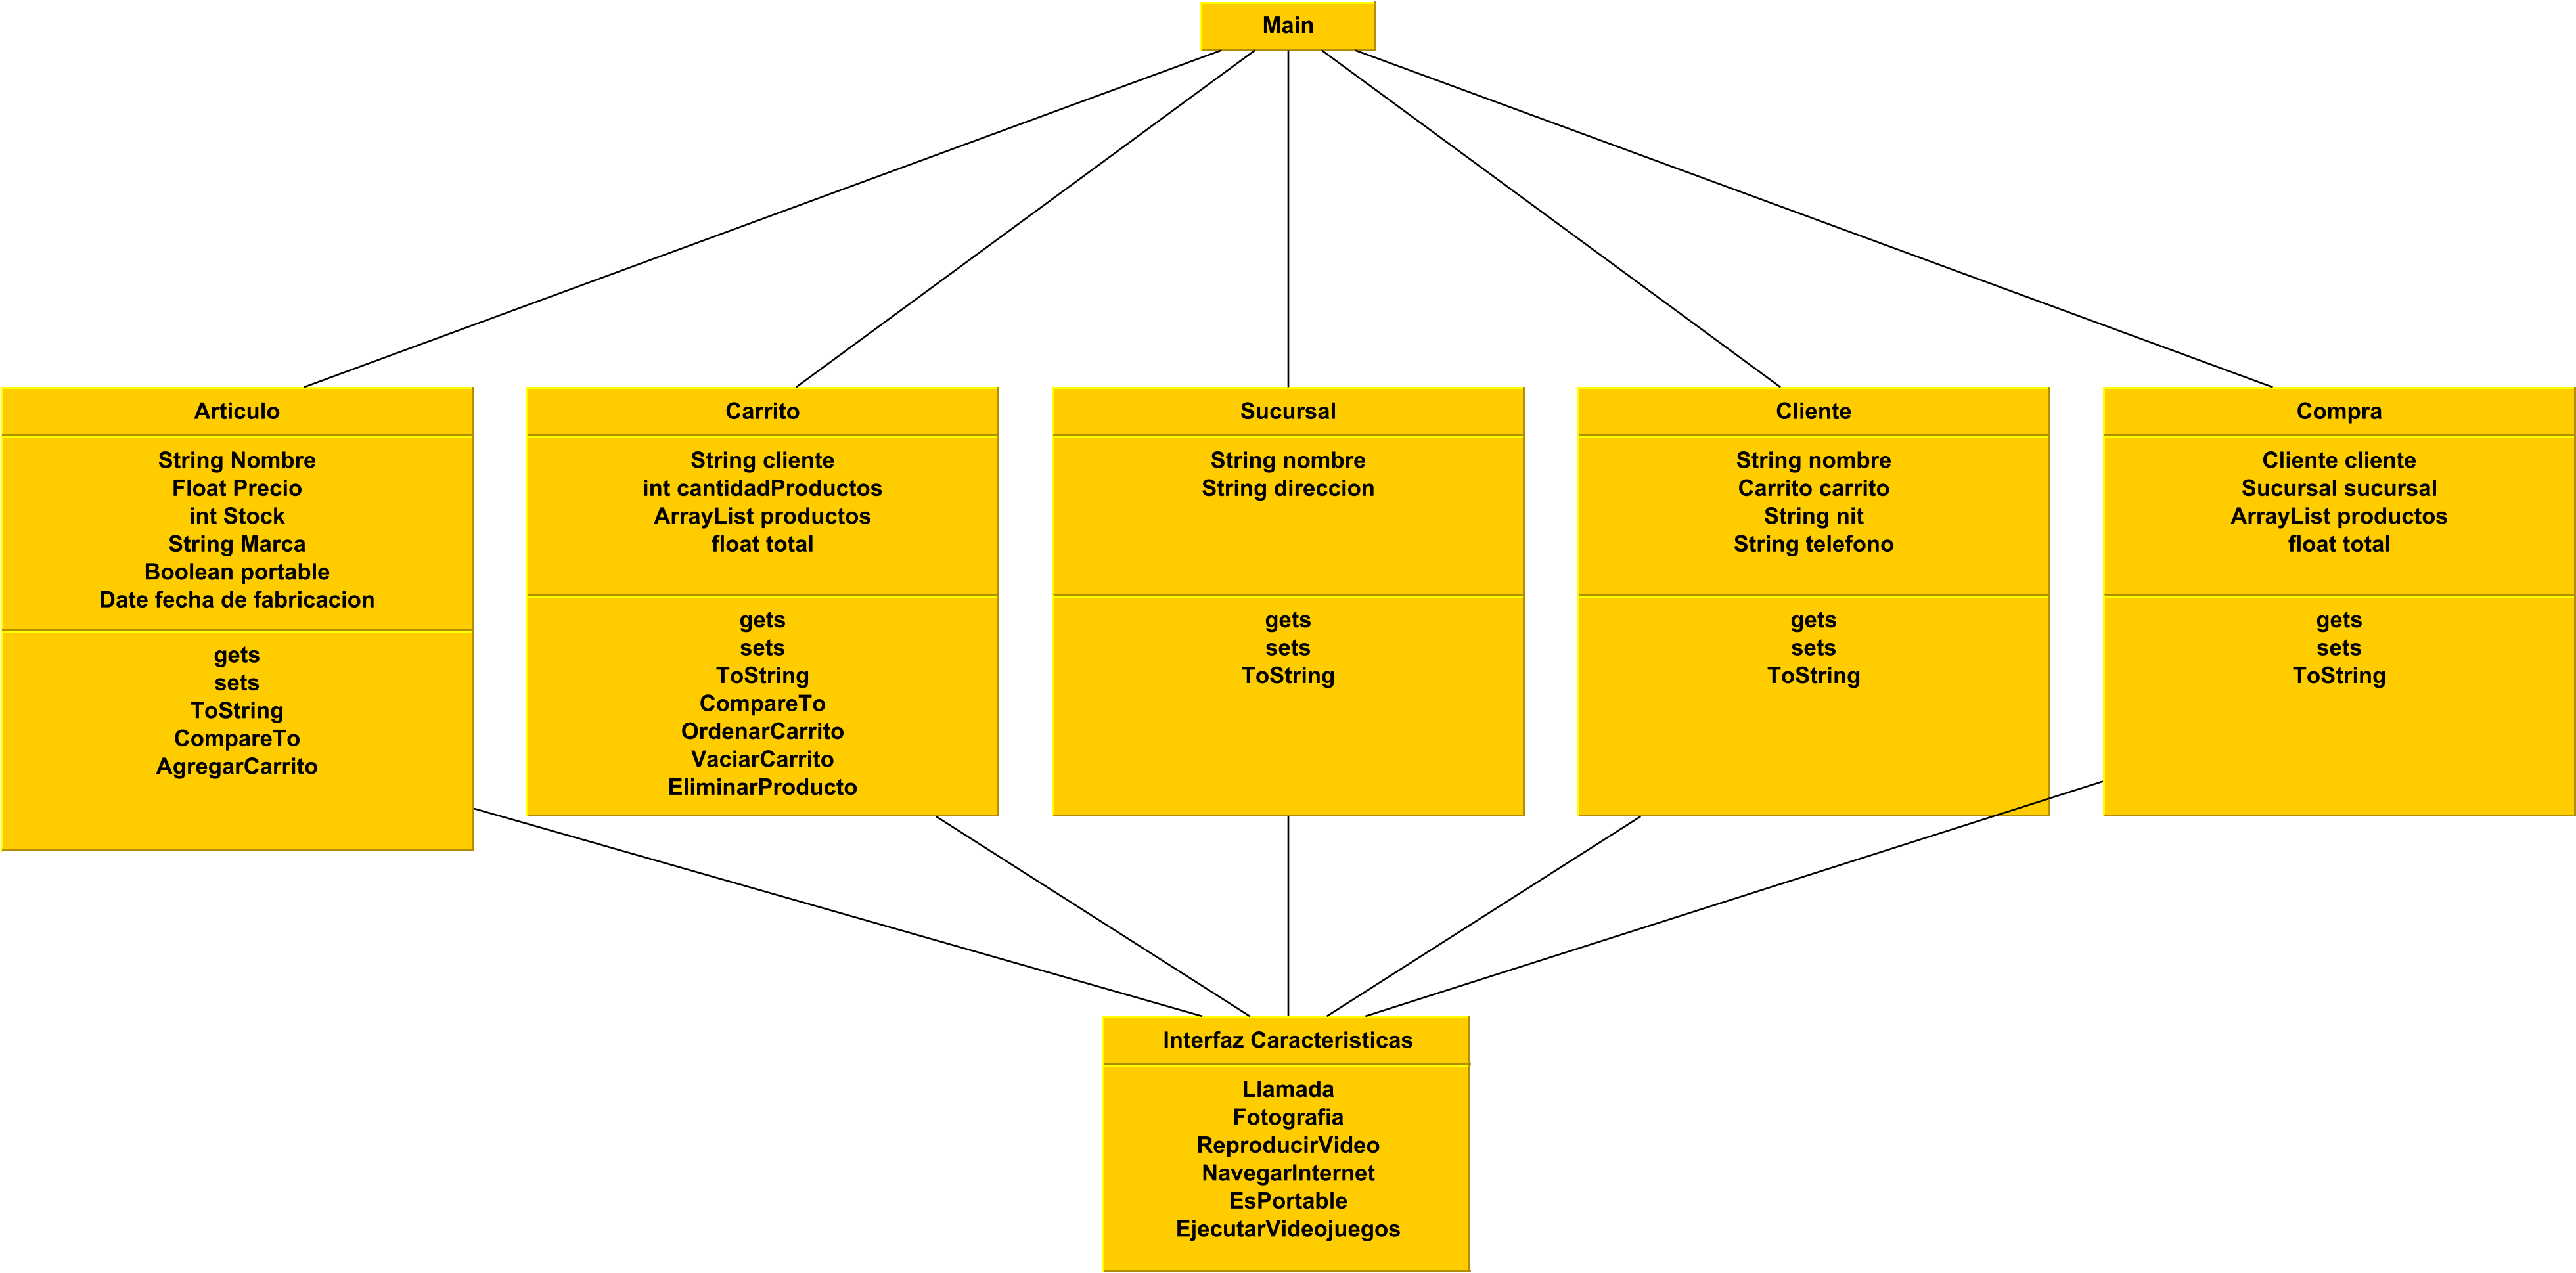 Main
Articulo
String Nombre
Float Precio
int Stock
String Marca
Boolean portable
Date fecha de fabricacion
gets
sets
ToString
CompareTo
AgregarCarrito
Carrito
String cliente
int cantidadProductos
ArrayList productos
float total
gets
sets
ToString
CompareTo
OrdenarCarrito
VaciarCarrito
EliminarProducto
Sucursal
String nombre
String direccion
gets
sets
ToString
Cliente
String nombre
Carrito carrito
String nit
String telefono
gets
sets
ToString
Compra
Cliente cliente
Sucursal sucursal
ArrayList productos
float total
gets
sets
ToString
Interfaz Caracteristicas
Llamada
Fotografia
ReproducirVideo
NavegarInternet
EsPortable
EjecutarVideojuegos